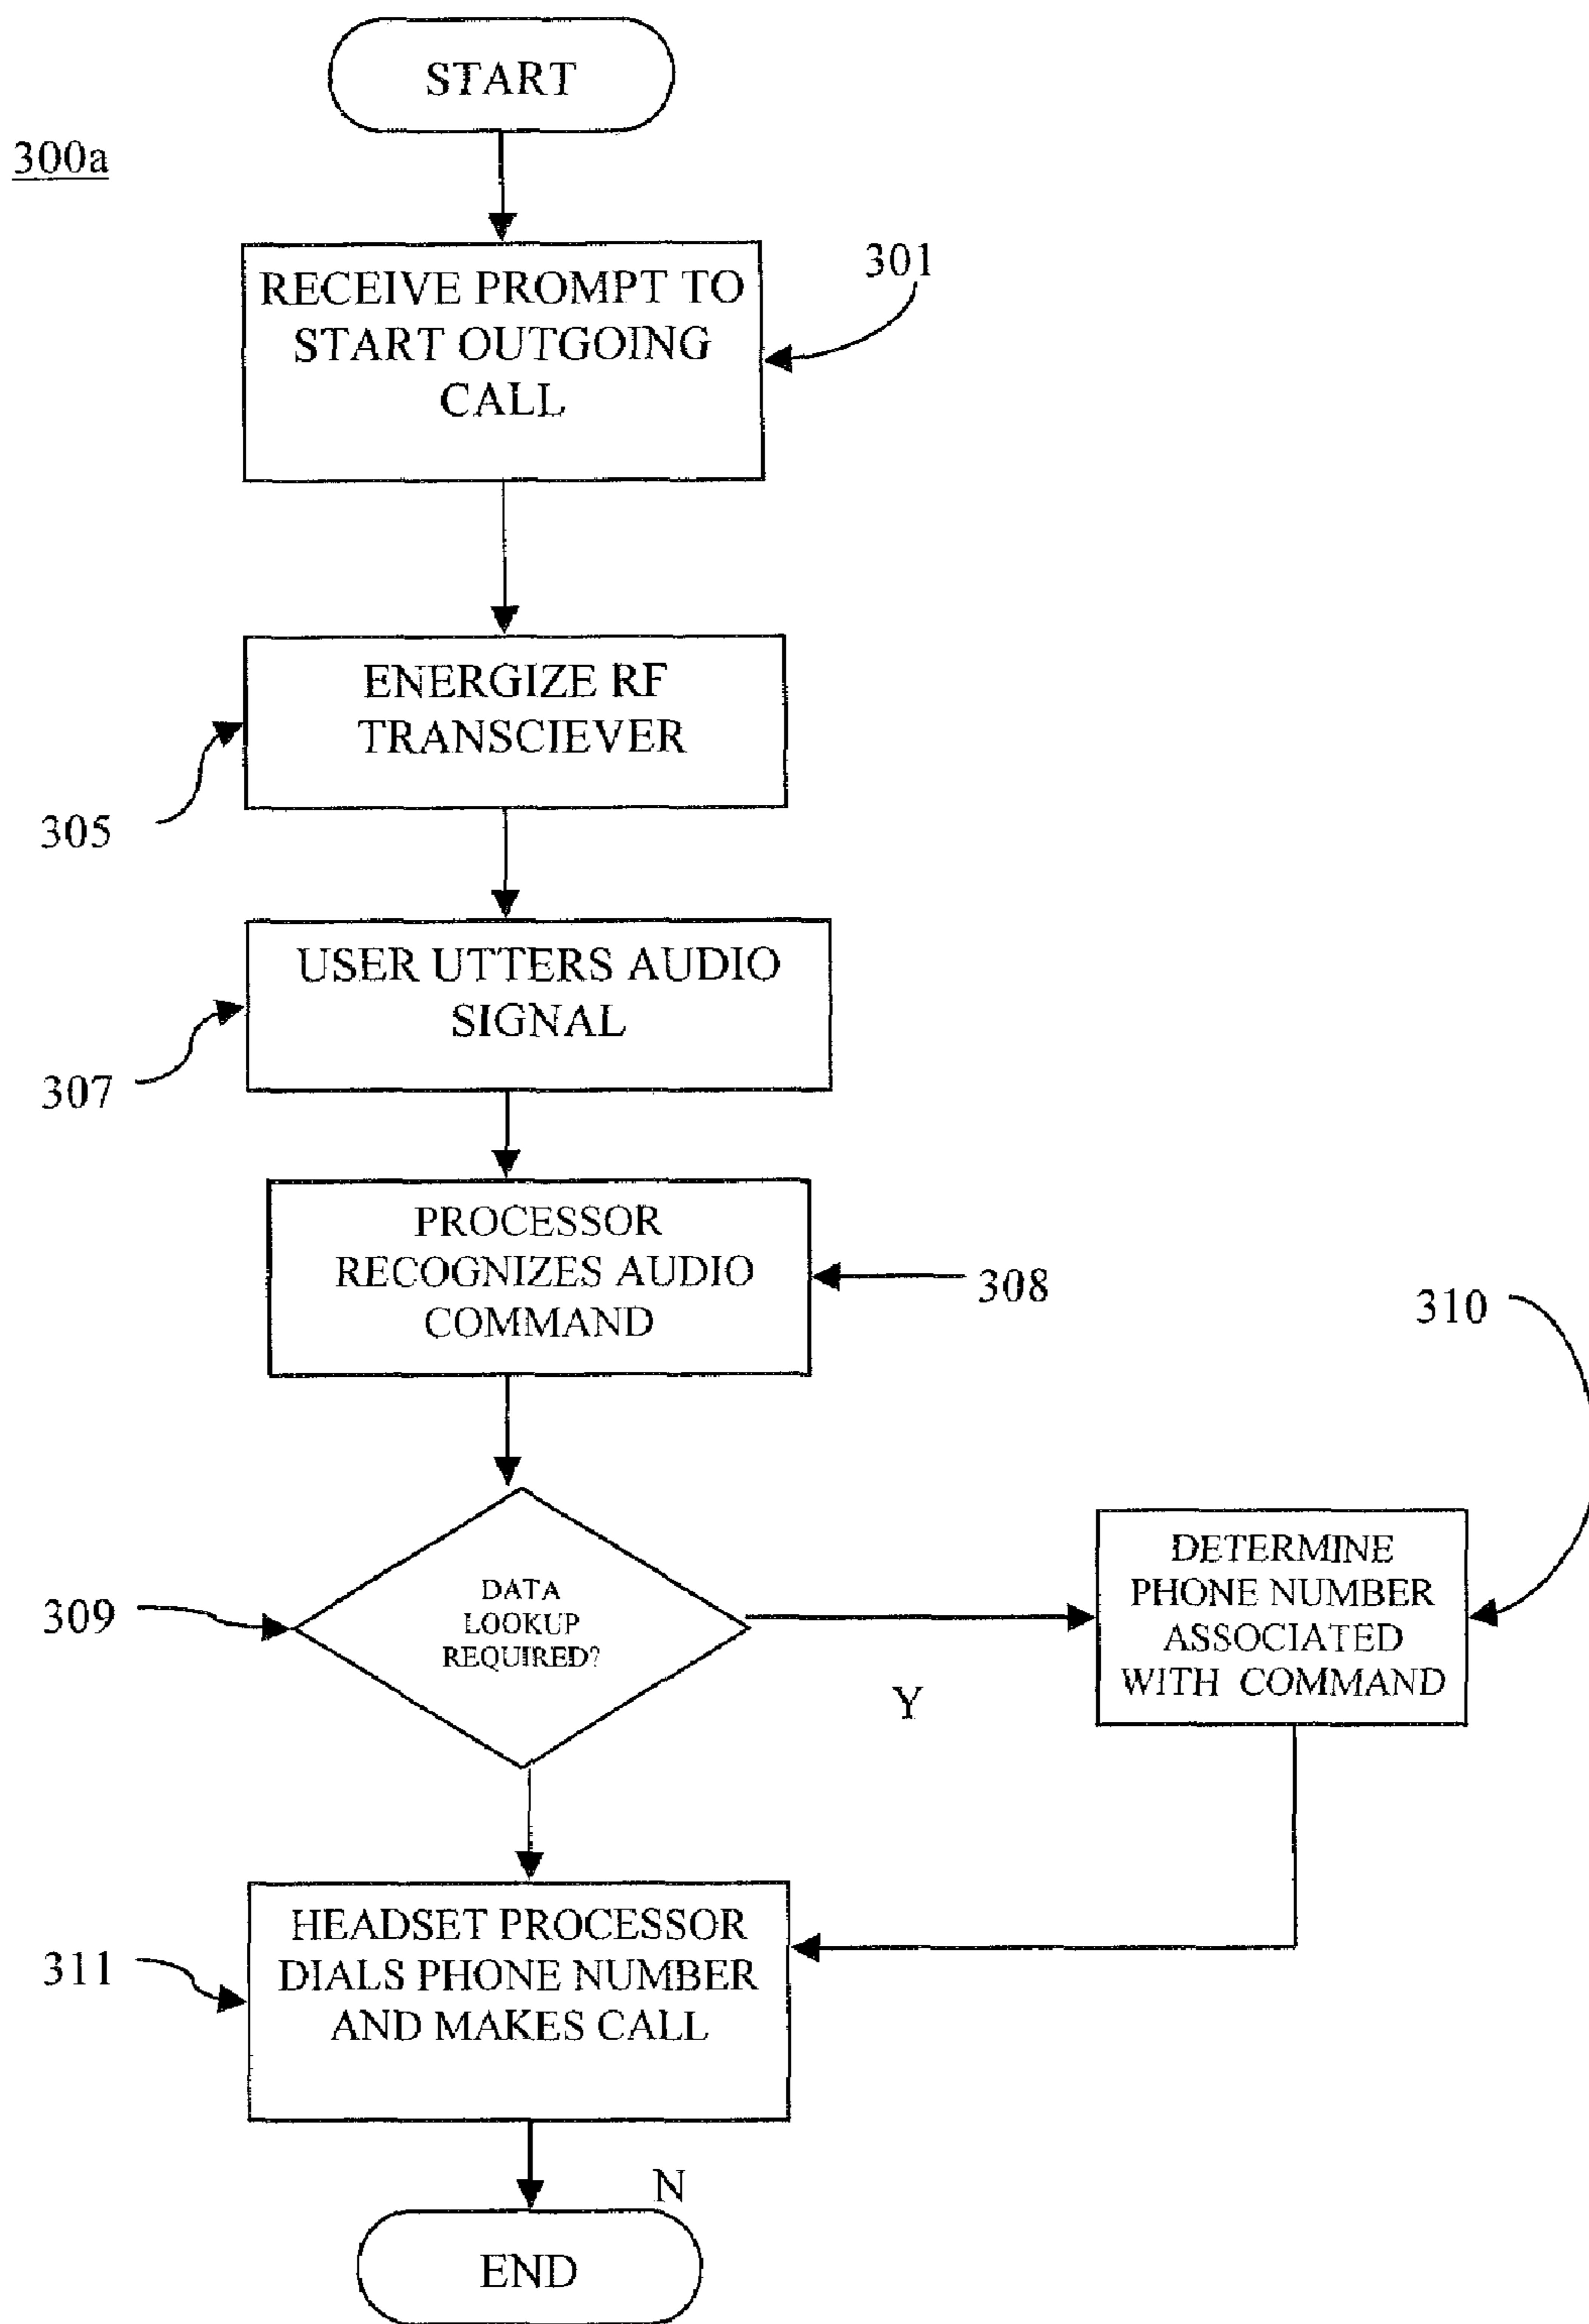 START
300a
RECEIVE PROMPT TO
START OUTGOING
CALL
301
ENERGIZE RF
TRANSCIEVER
305
USER UTTERS AUDIO
SIGNAL
307
PROCESSOR
RECOGNIZES AUDIO
COMMAND
308
310
DATA
LOOKUP
REQUIRED?
309
Y
DETERMINE
PHONE NUMBER
ASSOCIATED
WITH COMMAND
HEADSET PROCESSOR
DIALS PHONE NUMBER
AND MAKES CALL
311
N
END